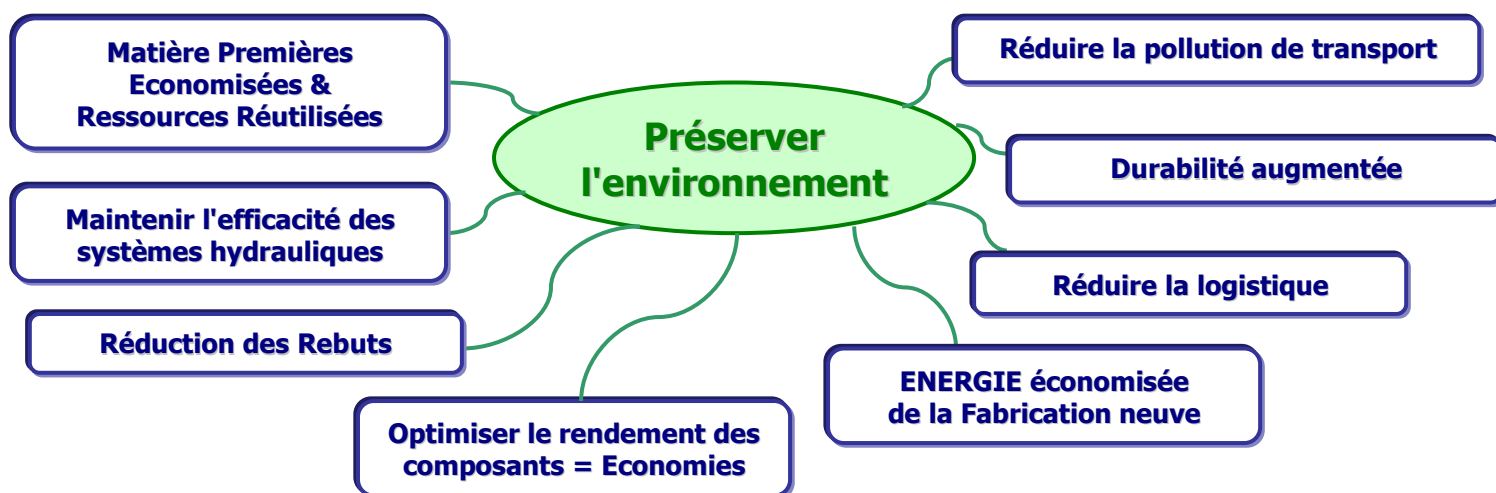 Préserver
l'environnement
Matière Premières
Economisées &
Ressources Réutilisées
Maintenir l'efficacité des
systèmes hydrauliques
Réduction des Rebuts
Optimiser le rendement des
composants = Economies
ENERGIE économisée
de la Fabrication neuve
Réduire la logistique
Durabilité augmentée
Réduire la pollution de transport